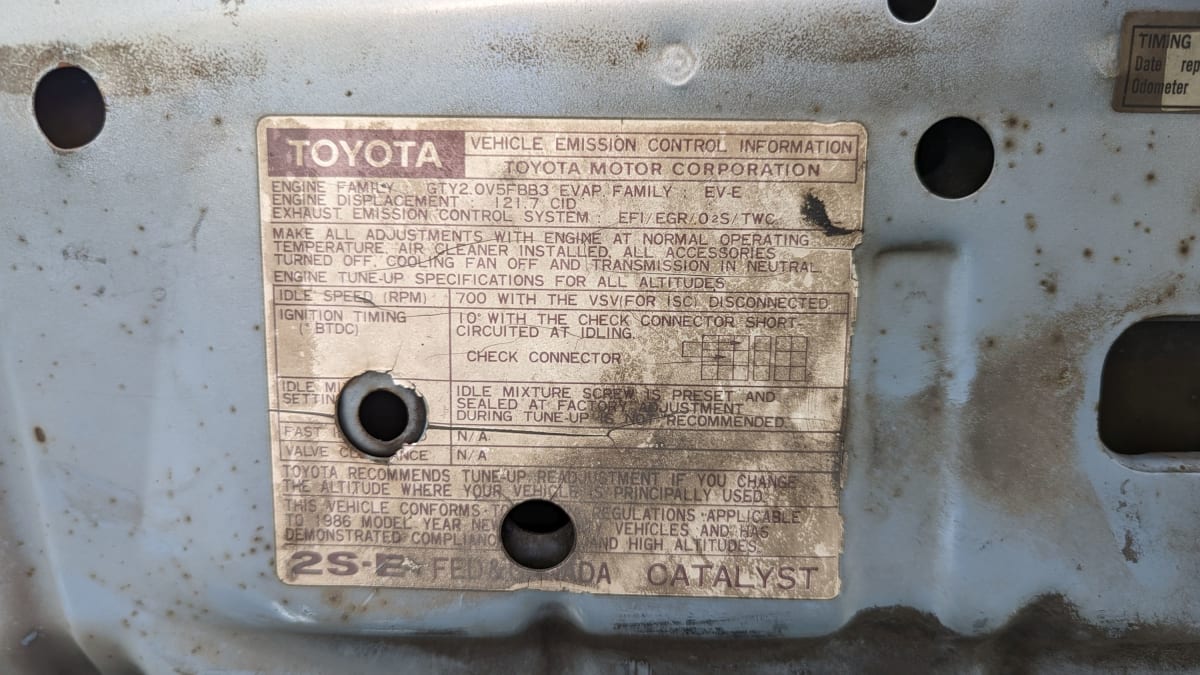 TOYOTA
VEHICLE EMISSION CONTROL INFORMATION
TOYOTA MOTOR CORPORATION
ENGINE FAMILY GTY2.0V5FBB3 EVAP. FAMILY : EV-E
ENGINE DISPLACEMENT : 121.7 CID
EXHAUST EMISSION CONTROL SYSTEM : EFI/EGR/O2S/TWC
MAKE ALL ADJUSTMENTS WITH ENGINE AT NORMAL OPERATING
TEMPERATURE AIR CLEANER INSTALLED, ALL ACCESSORIES
TURNED OFF, COOLING FAN OFF AND TRANSMISSION IN NEUTRAL.
ENGINE TUNE-UP SPECIFICATIONS FOR ALL ALTITUDES
IDLE SPEED (RPM) 700 WITH THE VSV(FOR ISC) DISCONNECTED
IGNITION TIMING 10° WITH THE CHECK CONNECTOR SHORT
(° BTDC) CIRCUITED AT IDLING.
CHECK CONNECTOR
IDLE IDLE MIXTURE SCREW IS PRESET AND
SEALED AT FACTORY. ADJUSTMENT
DURING TUNE-UP IS NOT RECOMMENDED.
FAST N/A
VALVE N/A
TOYOTA RECOMMENDS TUNE-UP READJUSTMENT IF YOU CHANGE
THE ALTITUDE WHERE YOUR VEHICLE IS PRINCIPALLY USED.
THIS VEHICLE CONFORMS REGULATIONS APPLICABLE
TO 1986 MODEL YEAR VEHICLES AND HAS
DEMONSTRATED AND HIGH ALTITUDES.
2S-E FED & CATALYST
TIMING
Date rep
Odometer